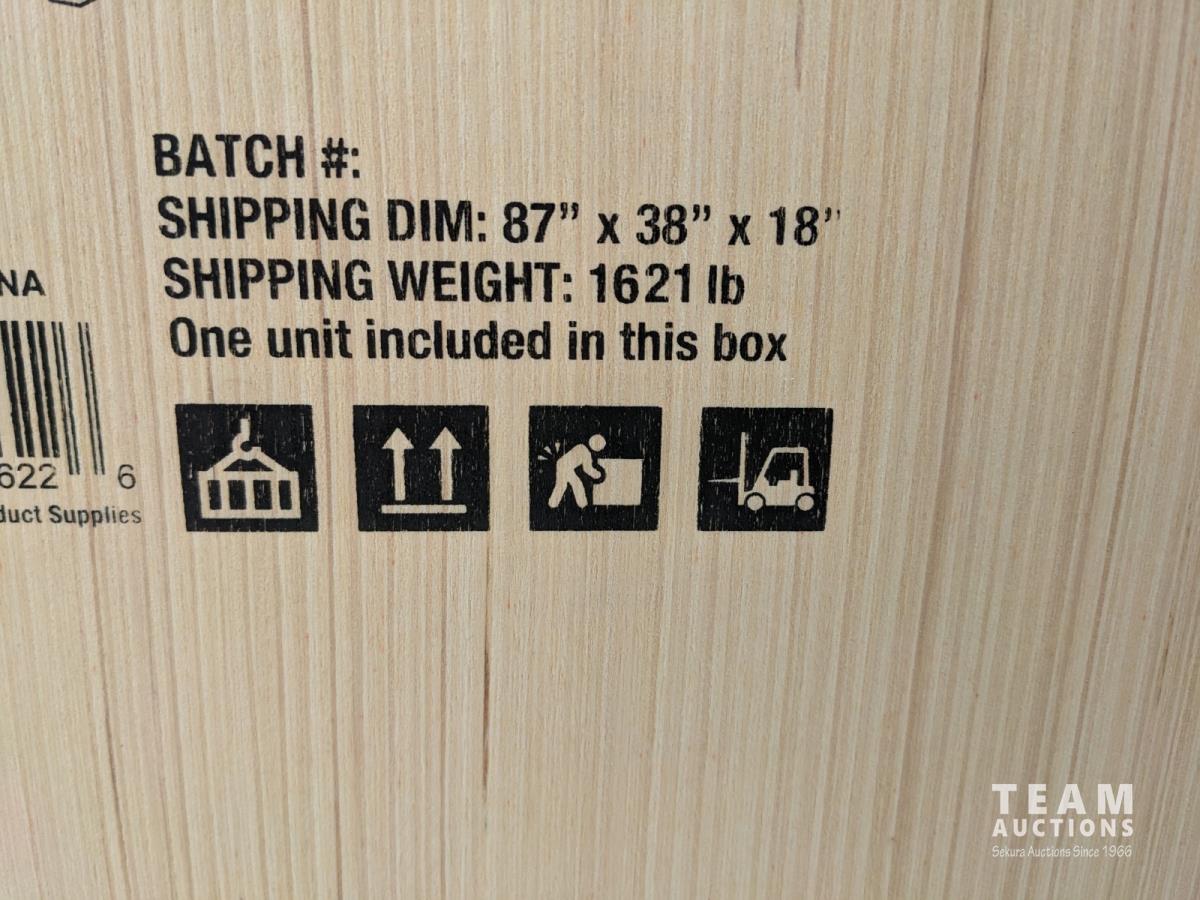 BATCH #:
SHIPPING DIM: 87” x 38” x 18”
SHIPPING WEIGHT: 1621 lb
One unit included in this box
NA
622 6
duct Supplies
TEAM
AUCTIONS
Sekura Auctions Since 1966